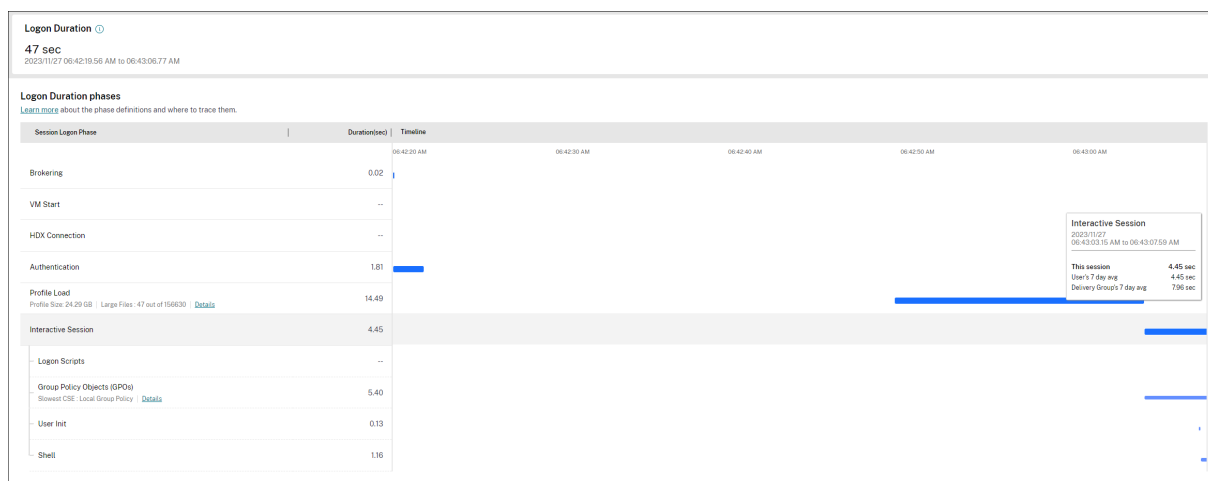 Logon Duration
47 sec
2023/11/27 06:42:19.56 AM to 06:43:06.77 AM
Logon Duration phases
Learn more about the phase definitions and where to trace them.
Session Logon Phase | Duration(sec) | Timeline
06:42:20 AM 06:42:30 AM 06:42:40 AM 06:42:50 AM 06:43:00 AM
Brokering 0.02
VM Start --
HDX Connection --
Authentication 1.81
Profile Load 14.49
Profile Size: 24.29 GB | Large Files: 47 out of 156630 | Details
Interactive Session 4.45
Logon Scripts --
Group Policy Objects (GPOs) 5.40
Slowest CSE : Local Group Policy | Details
User Init 0.13
Shell 1.16
Interactive Session
2023/11/27
06:43:03.15 AM to 06:43:07.59 AM
This session 4.45 sec
User's 7 day avg 4.45 sec
Delivery Group's 7 day avg 7.96 sec